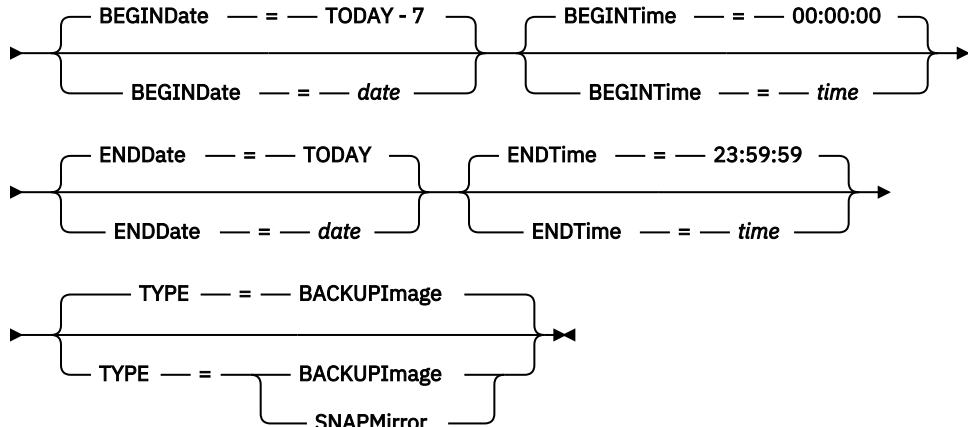 BEGINDate = TODAY - 7 BEGINTime = 00:00:00
BEGINDate = date BEGINTime = time
ENDDate = TODAY ENDTime = 23:59:59
ENDDate = date ENDTime = time
TYPE = BACKUPImage
TYPE = BACKUPImage
SNAPMirror